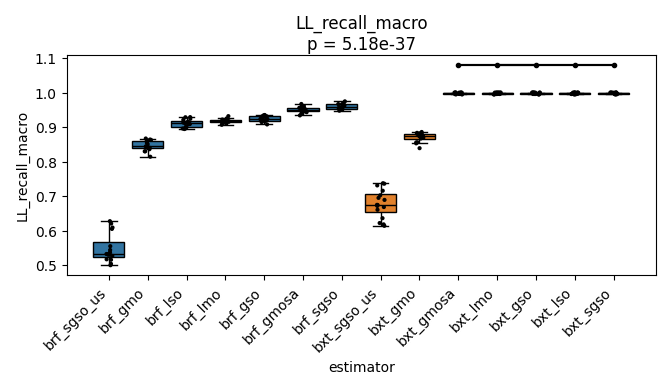 LL_recall_macro
p = 5.18e-37
1.1
1.0
0.9
0.8
0.7
0.6
0.5
LL_recall_macro
brf_sgso_us
brf_gmo
brf_lso
brf_lmo
brf_gso
brf_gmosa
brf_sgso
bxt_sgso_us
bxt_gmo
bxt_gmosa
bxt_lmo
bxt_gso
bxt_lso
bxt_sgso
estimator